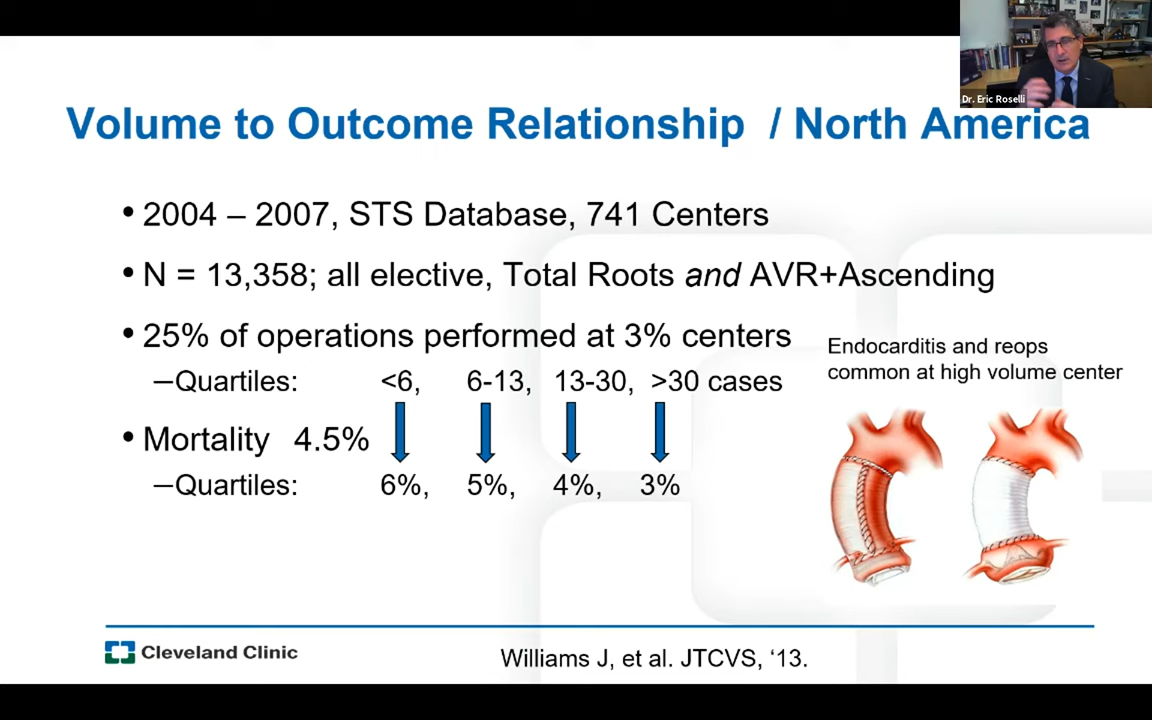 Dr. Eric Roselli
Volume to Outcome Relationship / North America
• 2004 – 2007, STS Database, 741 Centers
• N = 13,358; all elective, Total Roots and AVR+Ascending
• 25% of operations performed at 3% centers
–Quartiles: <6, 6-13, 13-30, >30 cases
• Mortality 4.5%
–Quartiles: 6%, 5%, 4%, 3%
Endocarditis and reops
common at high volume center
Cleveland Clinic
Williams J, et al. JTCVS, ‘13.